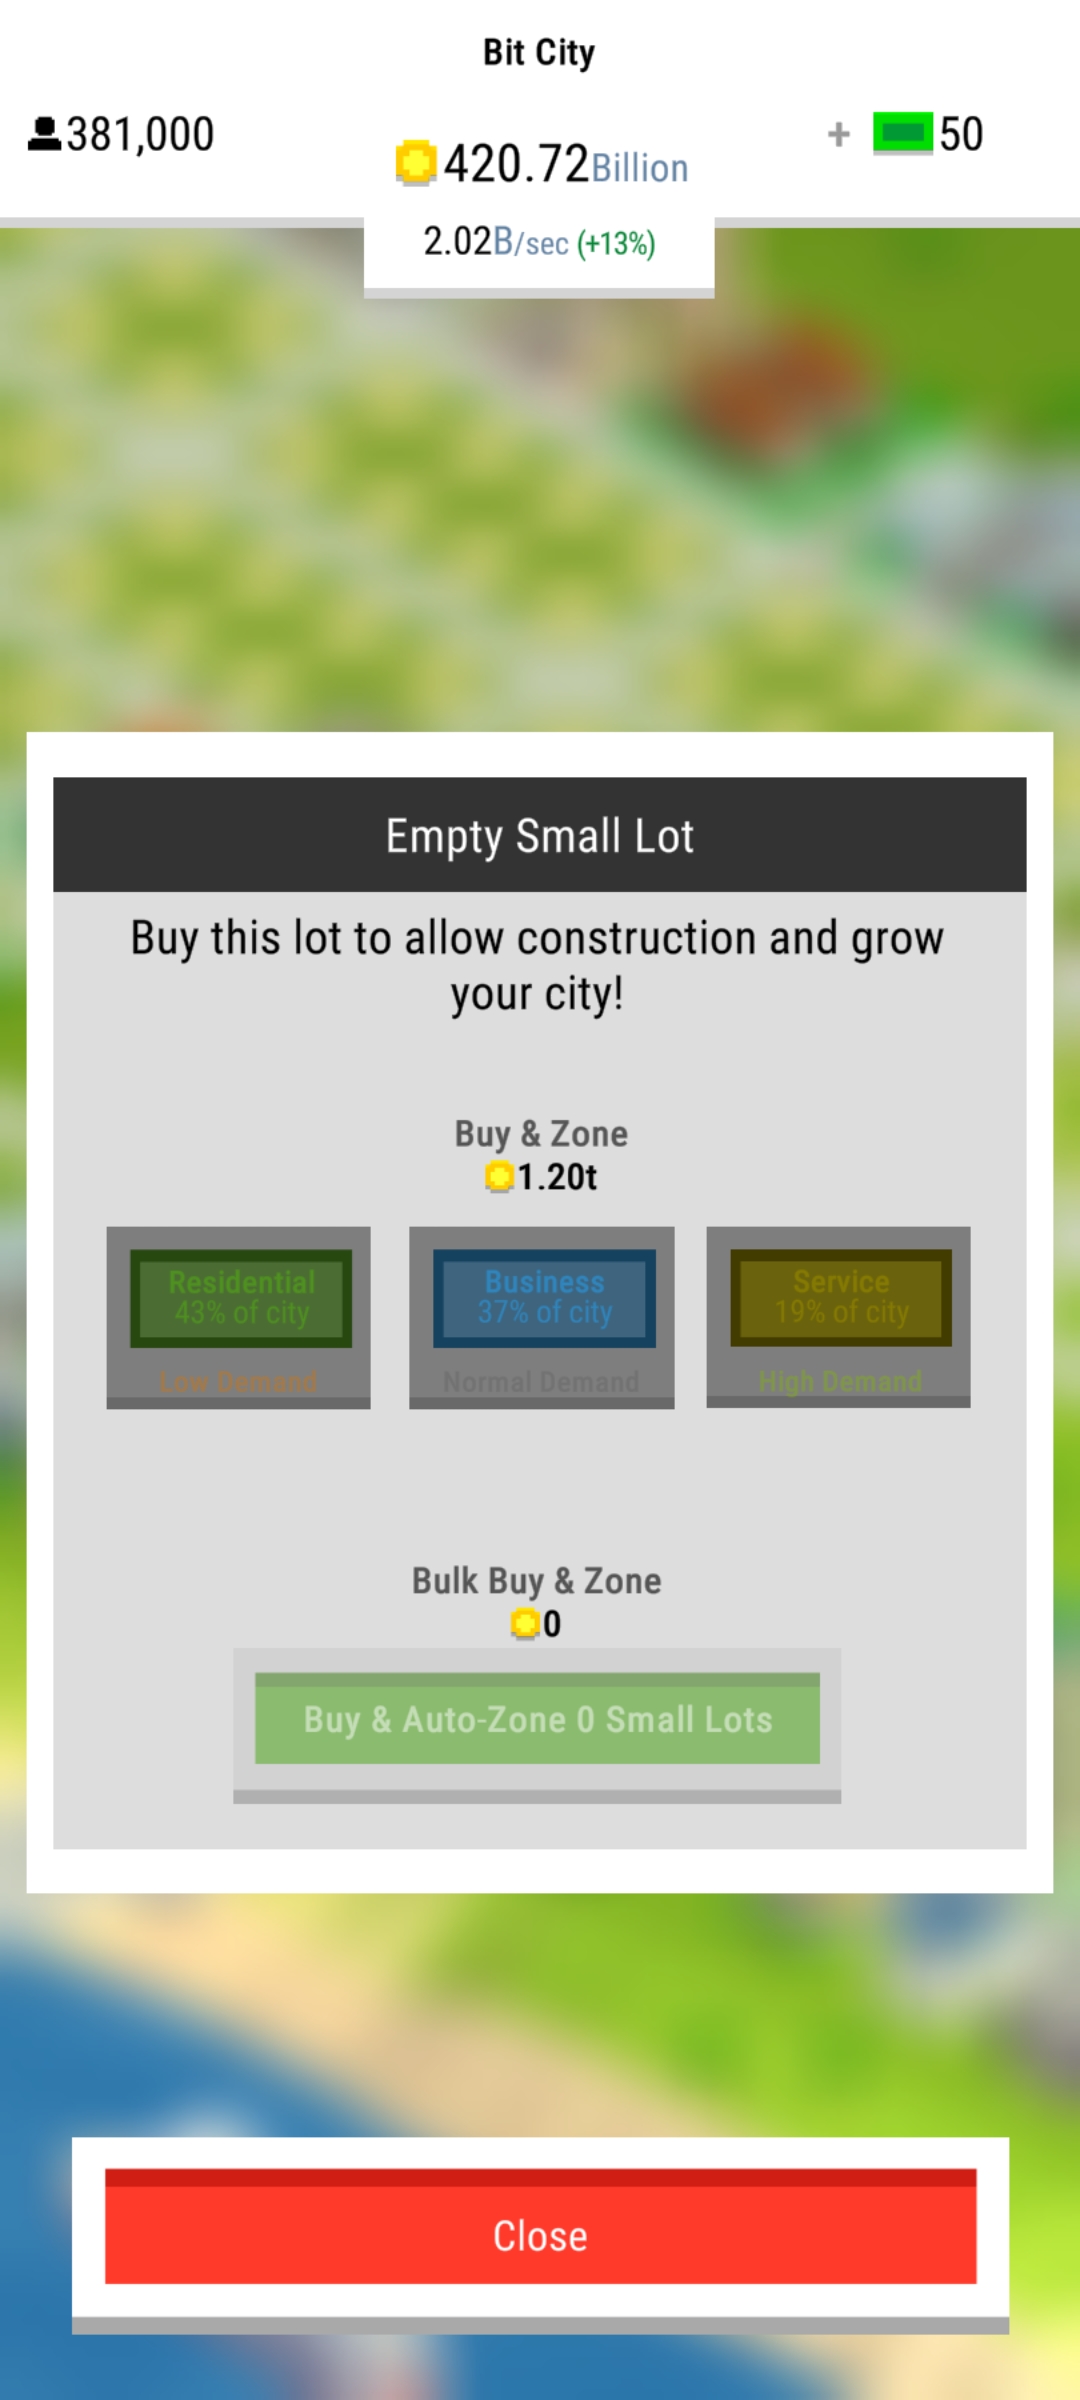 Bit City
381,000
420.72Billion
+ 50
2.02B/sec (+13%)
Empty Small Lot
Buy this lot to allow construction and grow
your city!
Buy & Zone
1.20t
Residential
43% of city
Low Demand
Business
37% of city
Normal Demand
Service
19% of city
High Demand
Bulk Buy & Zone
0
Buy & Auto-Zone 0 Small Lots
Close